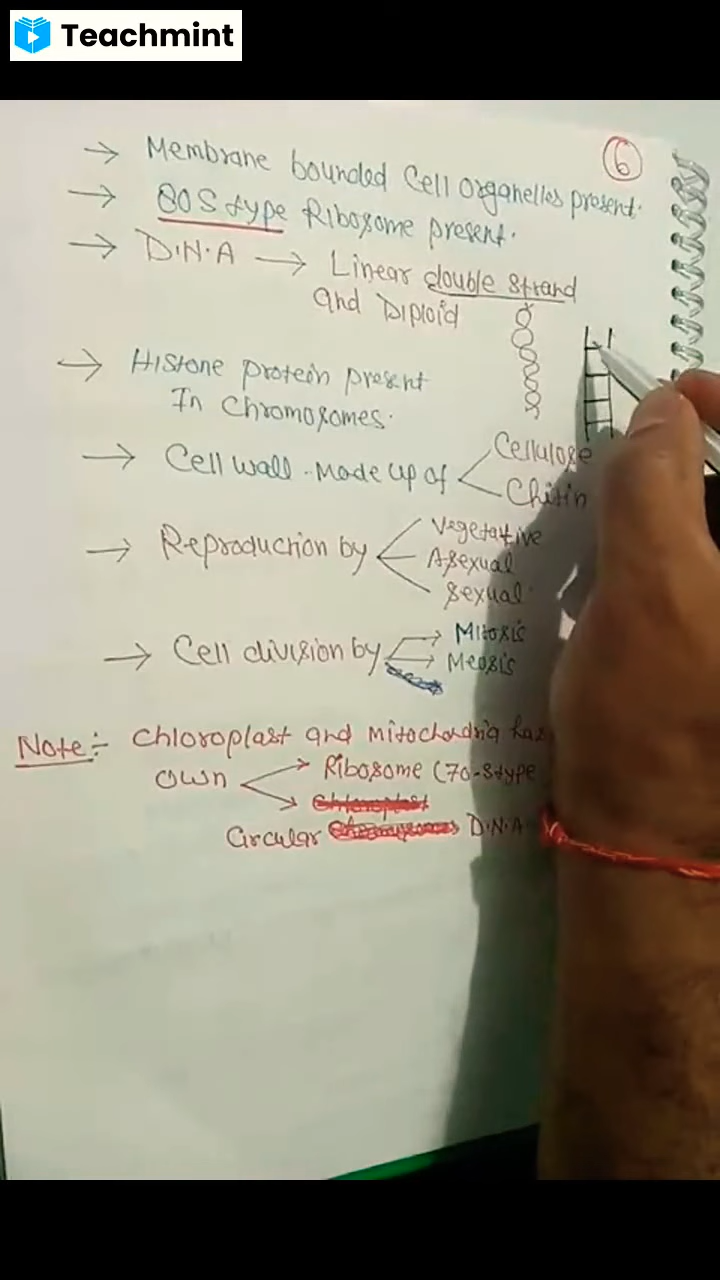 Teachmint
6
→ Membrane bounded Cell organelles present.
→ 80 S type Ribosome present.
→ D.N.A → Linear double strand
and Diploid
→ Histone protein present
In Chromosomes.
→ Cell wall - Made up of
Cellulose
Chitin
→ Reproduction by
Vegetative
Asexual
Sexual
→ Cell division by
→ Mitosis
→ Meosis
Note:- Chloroplast and Mitochondria has
own → Ribosome (70-S type
→
Circular D.N.A